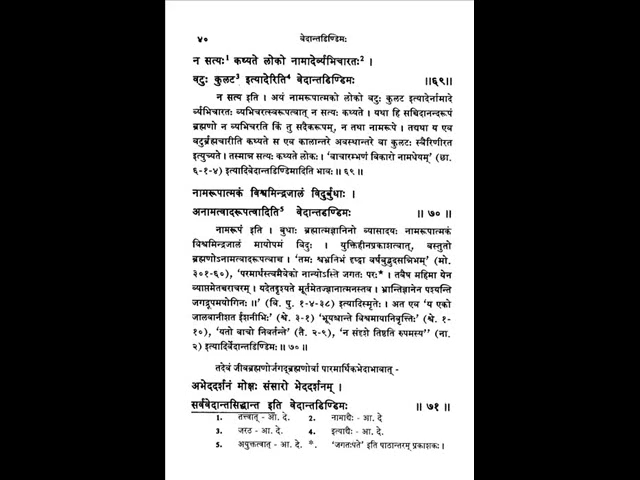 ४०
वेदान्तडिण्डिमः
न सत्यः¹ कथ्यते लोको नामादेर्व्यभिचारतः² ।
वटुः कुलट³ इत्यादेरिति⁴ वेदान्तडिण्डिमः ॥६९॥
न सत्य इति । अयं नामरूपात्मको लोको वटुः कुलट इत्यादेर्नामादे
र्व्यभिचारतः व्यभिचरत्स्वरूपत्वात् न सत्यः कथ्यते । यथा हि सच्चिदानन्दरूपं
ब्रह्मणो न व्यभिचरति किं तु सदैकरूपम्, न तथा नामरूपे । तद्यथा य एव
वटुर्ब्रह्मचारीति कथ्यते स एव कालान्तरे अवस्थान्तरे वा कुलटः स्वैरिणीरत
इत्युच्यते । तस्मान्न सत्यः कथ्यते लोकः । 'वाचारम्भणं विकारो नामधेयम्' (छा.
६-१-४) इत्यादिवेदान्तडिण्डिमादिति भावः ॥ ६९ ॥
नामरूपात्मकं विश्वमिन्द्रजालं विदुर्बुधाः ।
अनामत्वादरूपत्वादिति⁵ वेदान्तडिण्डिमः ॥ ७० ॥
नामरूपं इति । बुधाः ब्रह्मात्मज्ञानिनो व्यासादयः नामरूपात्मकं
विश्वमिन्द्रजालं मायोपमं विदुः । युक्तिहीनप्रकाशत्वात्, वस्तुतो
ब्रह्मणोऽनामत्वादरूपत्वाच्च । 'तमः श्वभ्रनिभं दृष्टं वर्षबुद्बुदसन्निभम्' (मो.
३०१-६०), 'परमार्थस्त्वमैवेको नान्योऽस्ति जगतः परः* । तवैष महिमा येन
व्याप्तमेतच्चराचरम् । यदेतद्दृश्यते मूर्तमेतज्ज्ञानात्मनस्तव । भ्रान्तिज्ञानेन पश्यन्ति
जगद्रूपमयोगिनः ॥' (वि. पु. १-४-३८) इत्यादिस्मृतेः । अत एव 'य एको
जालवानीशत ईशनीभिः' (श्वे. ३-१) 'भूयश्चान्ते विश्वमायानिवृत्तिः' (श्वे. १-
१०), 'यतो वाचो निवर्तन्ते' (तै. २-९), 'न संदृशे तिष्ठति रूपमस्य'' (ना.
२) इत्यादिर्वेदान्तडिण्डिमः ॥ ७० ॥
तदेवं जीवब्रह्मणोर्जगद्ब्रह्मणोर्वा पारमार्थिकभेदाभावात् -
अभेददर्शनं मोक्षः संसारो भेददर्शनम् ।
सर्ववेदान्तसिद्धान्त इति वेदान्तडिण्डिमः ॥ ७१ ॥
1. तत्त्वात् - आ. दे. 2. नामाद्यैः - आ. दे
3. जरठ - आ. दे. 4. इत्याद्यैः - आ. दे.
5. अयुक्तत्वात् - आ. दे. *. 'जगतःपते' इति पाठान्तरम् प्रकाशकः ।